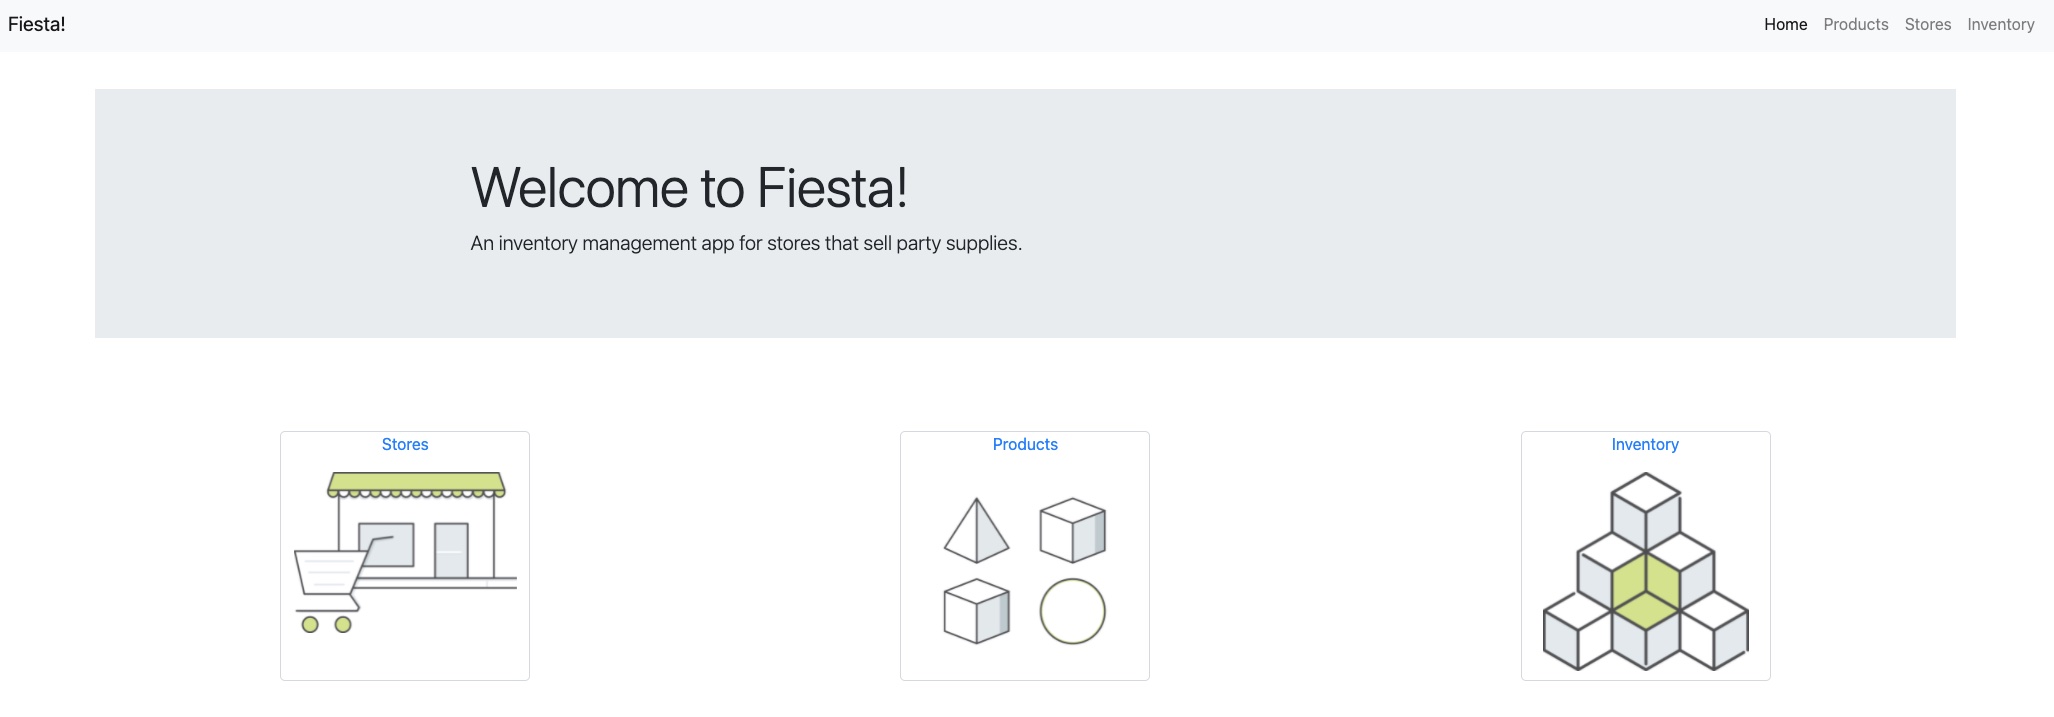 Fiesta!
Home Products Stores Inventory
Welcome to Fiesta!
An inventory management app for stores that sell party supplies.
Stores
Products
Inventory